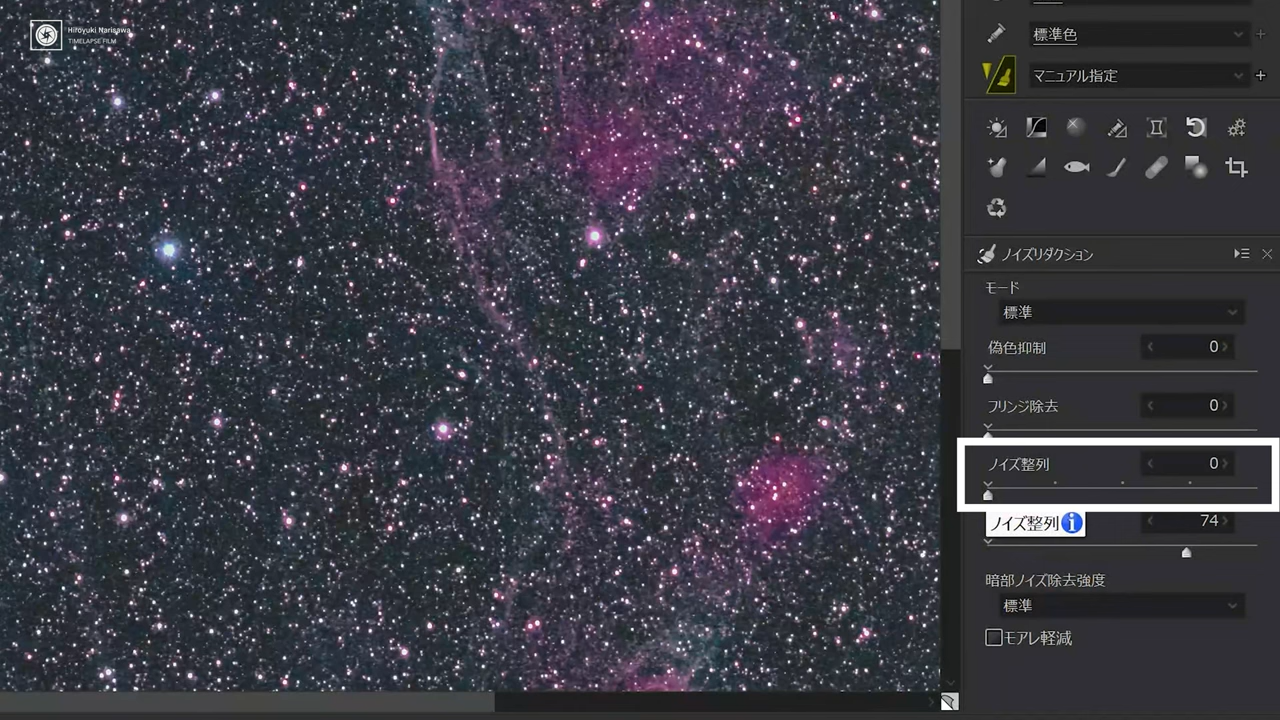 Hiroyuki Narisawa
TIMELAPSE FILM
標準色
マニュアル指定
ノイズリダクション
モード
標準
偽色抑制
0
フリンジ除去
0
ノイズ整列
0
ノイズ整列
74
暗部ノイズ除去強度
標準
モアレ軽減